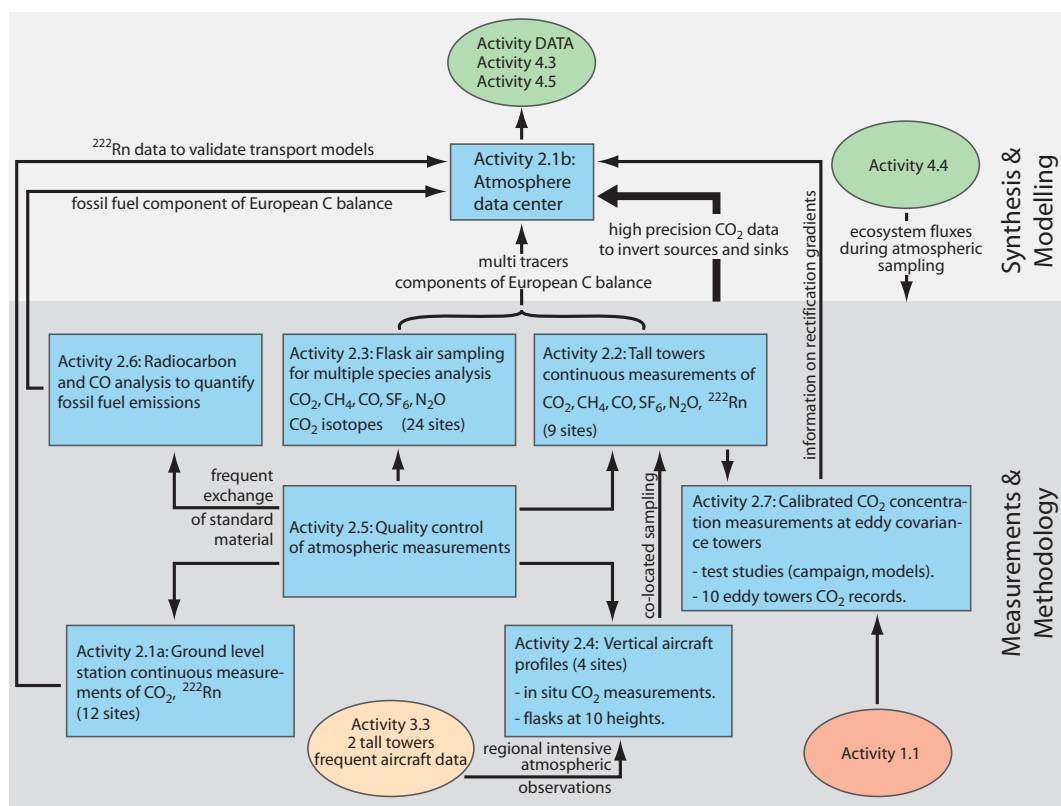 Activity DATA
Activity 4.3
Activity 4.5
²²²Rn data to validate transport models
Activity 2.1b:
Atmosphere
data center
Activity 4.4
fossil fuel component of European C balance
high precision CO₂ data
to invert sources and sinks
ecosystem fluxes
during atmospheric
sampling
multi tracers
components of European C balance
information on rectification gradients
Synthesis &
Modelling
Activity 2.6: Radiocarbon
and CO analysis to quantify
fossil fuel emissions
Activity 2.3: Flask air sampling
for multiple species analysis
CO₂, CH₄, CO, SF₆, N₂O
CO₂ isotopes (24 sites)
Activity 2.2: Tall towers
continuous measurements of
CO₂, CH₄, CO, SF₆, N₂O, ²²²Rn
(9 sites)
frequent
exchange
of standard
material
Activity 2.5: Quality control
of atmospheric measurements
co-located sampling
Activity 2.7: Calibrated CO₂ concentra-
tion measurements at eddy covarian-
ce towers
- test studies (campaign, models).
- 10 eddy towers CO₂ records.
Measurements &
Methodology
Activity 2.1a: Ground level
station continuous measure-
ments of CO₂, ²²²Rn
(12 sites)
Activity 2.4: Vertical aircraft
profiles (4 sites)
- in situ CO₂ measurements.
- flasks at 10 heights.
Activity 3.3
2 tall towers
frequent aircraft data
regional intensive
atmospheric
observations
Activity 1.1